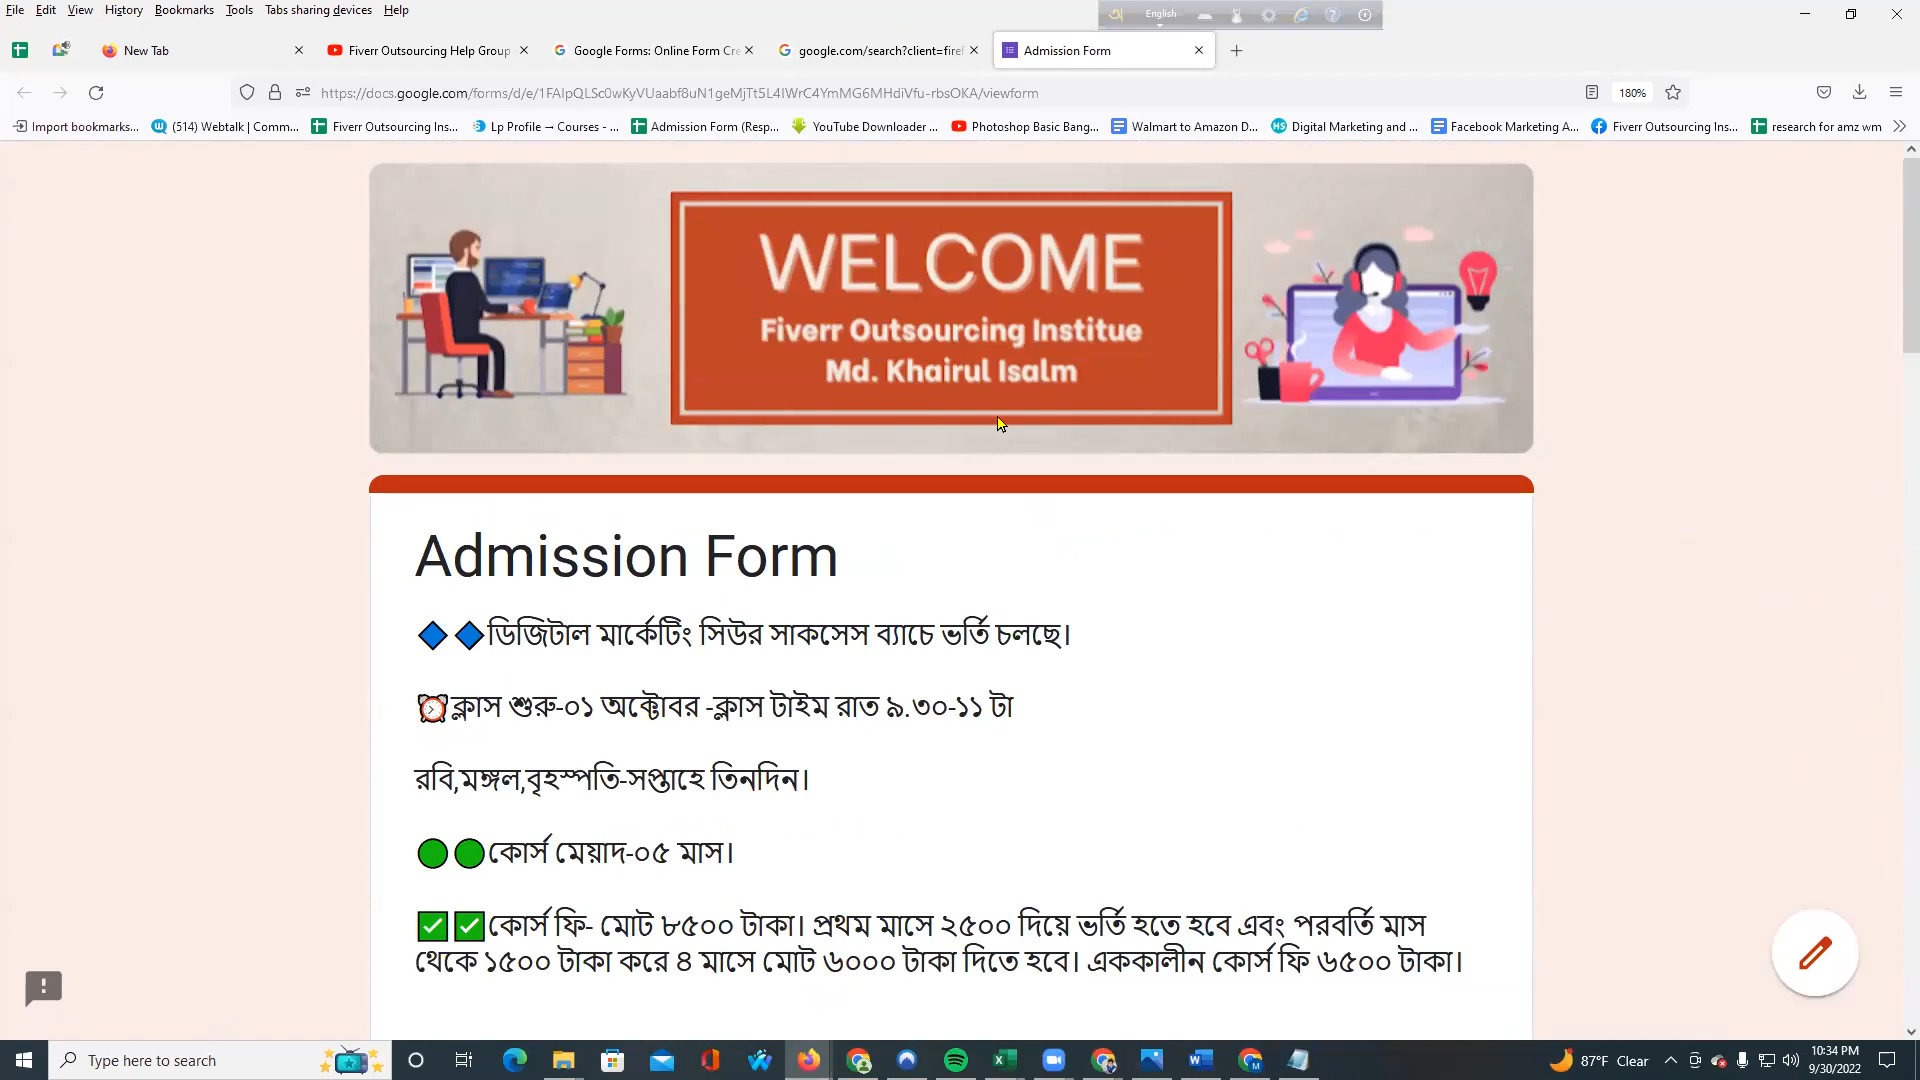 File Edit View History Bookmarks Tools Tabs sharing devices Help
English
New Tab
Fiverr Outsourcing Help Group
Google Forms: Online Form Cre
google.com/search?client=firef
Admission Form
https://docs.google.com/forms/d/e/1FAIpQLSc0wKyVUaabf8uN1geMjTt5L4IWrC4YmMG6MHdiVfu-rbsOKA/viewform
180%
Import bookmarks...
(514) Webtalk | Comm...
Fiverr Outsourcing Ins...
Lp Profile → Courses - ...
Admission Form (Resp...
YouTube Downloader ...
Photoshop Basic Bang...
Walmart to Amazon D...
Digital Marketing and ...
Facebook Marketing A...
Fiverr Outsourcing Ins...
research for amz wm
WELCOME
Fiverr Outsourcing Institue
Md. Khairul Isalm
Admission Form
🔷🔷ডিজিটাল মার্কেটিং সিউর সাকসেস ব্যাচে ভর্তি চলছে।
⏰ক্লাস শুরু-০১ অক্টোবর -ক্লাস টাইম রাত ৯.৩০-১১ টা
রবি,মঙ্গল,বৃহস্পতি-সপ্তাহে তিনদিন।
🟢🟢কোর্স মেয়াদ-০৫ মাস।
✅✅কোর্স ফি- মোট ৮৫০০ টাকা। প্রথম মাসে ২৫০০ দিয়ে ভর্তি হতে হবে এবং পরবর্তি মাস
থেকে ১৫০০ টাকা করে ৪ মাসে মোট ৬০০০ টাকা দিতে হবে। এককালীন কোর্স ফি ৬৫০০ টাকা।
Type here to search
87°F Clear
10:34 PM
9/30/2022